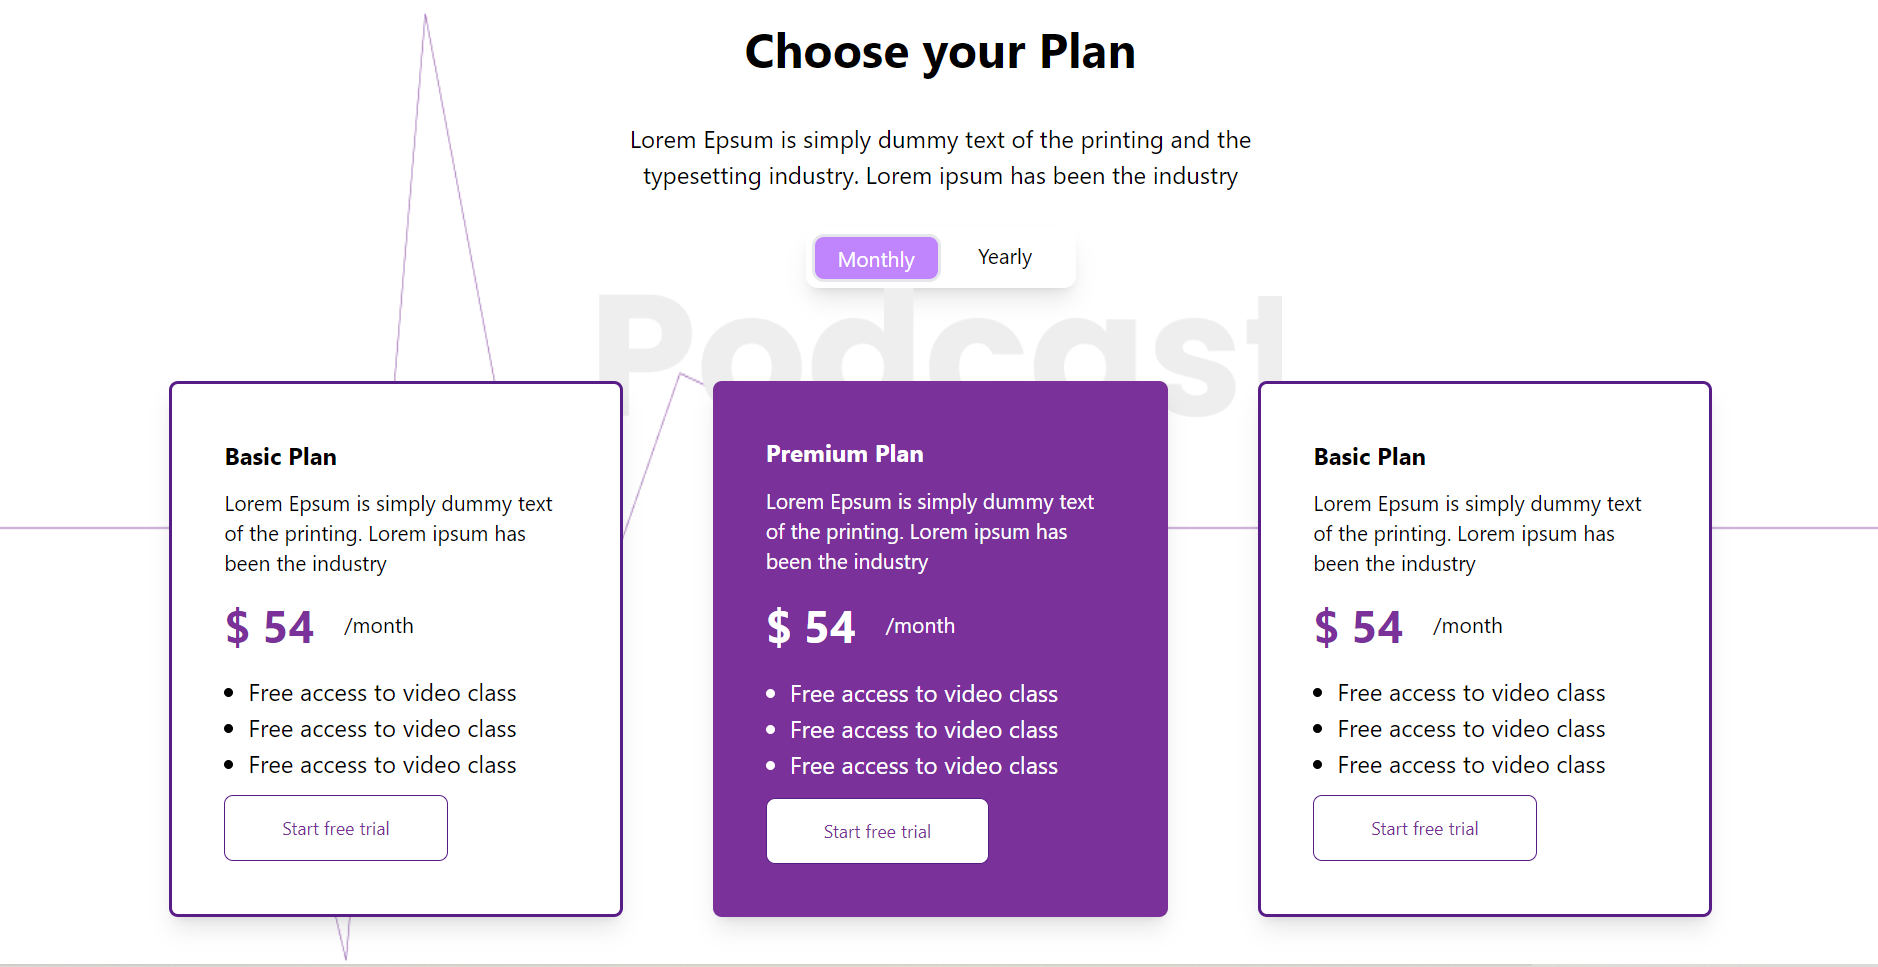 Choose your Plan
Lorem Epsum is simply dummy text of the printing and the
typesetting industry. Lorem ipsum has been the industry
Monthly
Yearly
Podcast
Basic Plan
Lorem Epsum is simply dummy text
of the printing. Lorem ipsum has
been the industry
$ 54 /month
Free access to video class
Free access to video class
Free access to video class
Start free trial
Premium Plan
Lorem Epsum is simply dummy text
of the printing. Lorem ipsum has
been the industry
$ 54 /month
Free access to video class
Free access to video class
Free access to video class
Start free trial
Basic Plan
Lorem Epsum is simply dummy text
of the printing. Lorem ipsum has
been the industry
$ 54 /month
Free access to video class
Free access to video class
Free access to video class
Start free trial